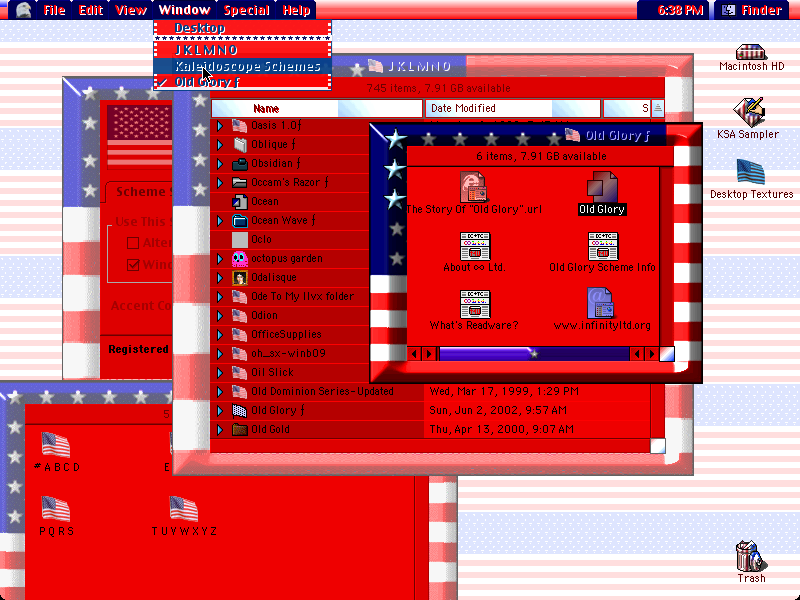 File Edit View Window Special Help
6:38 PM Finder
Desktop
JKLMNO
Kaleidoscope Schemes
Old Glory ƒ
JKLMNO
745 items, 7.91 GB available
Name Date Modified S
Oasis 1.0ƒ
Oblique ƒ
Obsidian ƒ
Occam's Razor ƒ
Ocean
Ocean Wave ƒ
Octo
octopus garden
Odalisque
Ode To My IIvx folder
Odion
OfficeSupplies
oh_sx-winb09
Oil Slick
Old Dominion Series-Updated Wed, Mar 17, 1999, 1:29 PM
Old Glory ƒ Sun, Jun 2, 2002, 9:57 AM
Old Gold Thu, Apr 13, 2000, 9:07 AM
Old Glory ƒ
6 items, 7.91 GB available
The Story Of "Old Glory" url
Old Glory
About co Ltd.
Old Glory Scheme Info
What's Readware?
www.infinityltd.org
Scheme S
Use This
Alter
Wind
Accent Co
Registered
S
#ABCD
E
PQRS
TUVWXYZ
Macintosh HD
KSA Sampler
Desktop Textures
Trash